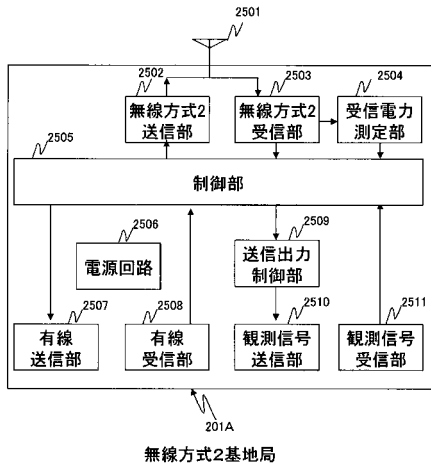 2501
2502
2503
2504
無線方式2
送信部
無線方式2
受信部
受信電力
測定部
2505
制御部
2506
電源回路
2509
送信出力
制御部
2507
有線
送信部
2508
有線
受信部
2510
観測信号
送信部
2511
観測信号
受信部
201A
無線方式2基地局